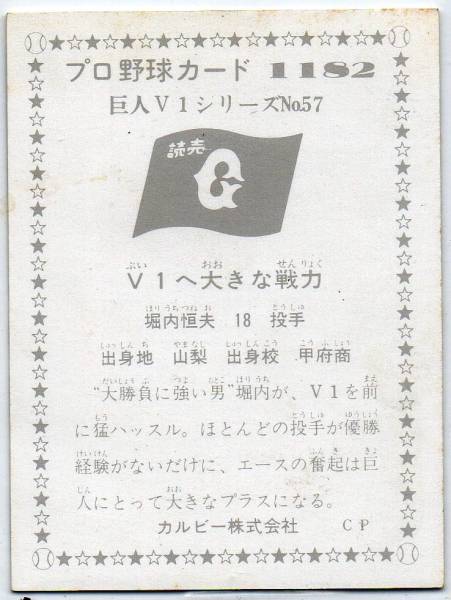 プロ野球カード 1182
巨人V1シリーズNo.57
読売
G
V1へ大きな戦力
堀内恒夫 18 投手
出身地 山梨 出身校 甲府商
“大勝負に強い男”堀内が、V1を前
に猛ハッスル。ほとんどの投手が優勝
経験がないだけに、エースの奮起は巨
人にとって大きなプラスになる。
カルビー株式会社 CP